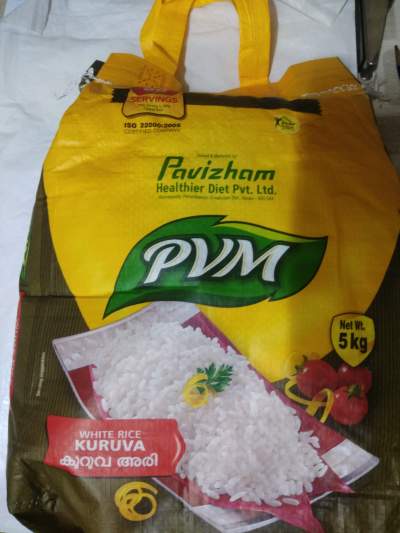 SERVINGS
ISO 22000:2005
CERTIFIED COMPANY
Pavizham
Healthier Diet Pvt. Ltd.
PVM
Net Wt.
5 kg
WHITE RICE
KURUVA
കുറുവ അരി